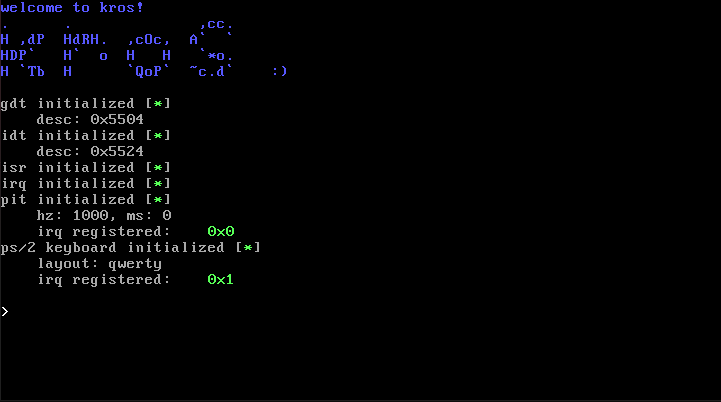 welcome to kros!
.      .              ,cc.
H ,dP  HdRH.  ,cOc,  A`  `
HDP`   H`  o  H   H   `*o.
H `Tb  H      `QoP`  ~c.d`    :)
gdt initialized [*]
    desc: 0x5504
idt initialized [*]
    desc: 0x5524
isr initialized [*]
irq initialized [*]
pit initialized [*]
    hz: 1000, ms: 0
    irq registered:    0x0
ps/2 keyboard initialized [*]
    layout: qwerty
    irq registered:    0x1
>